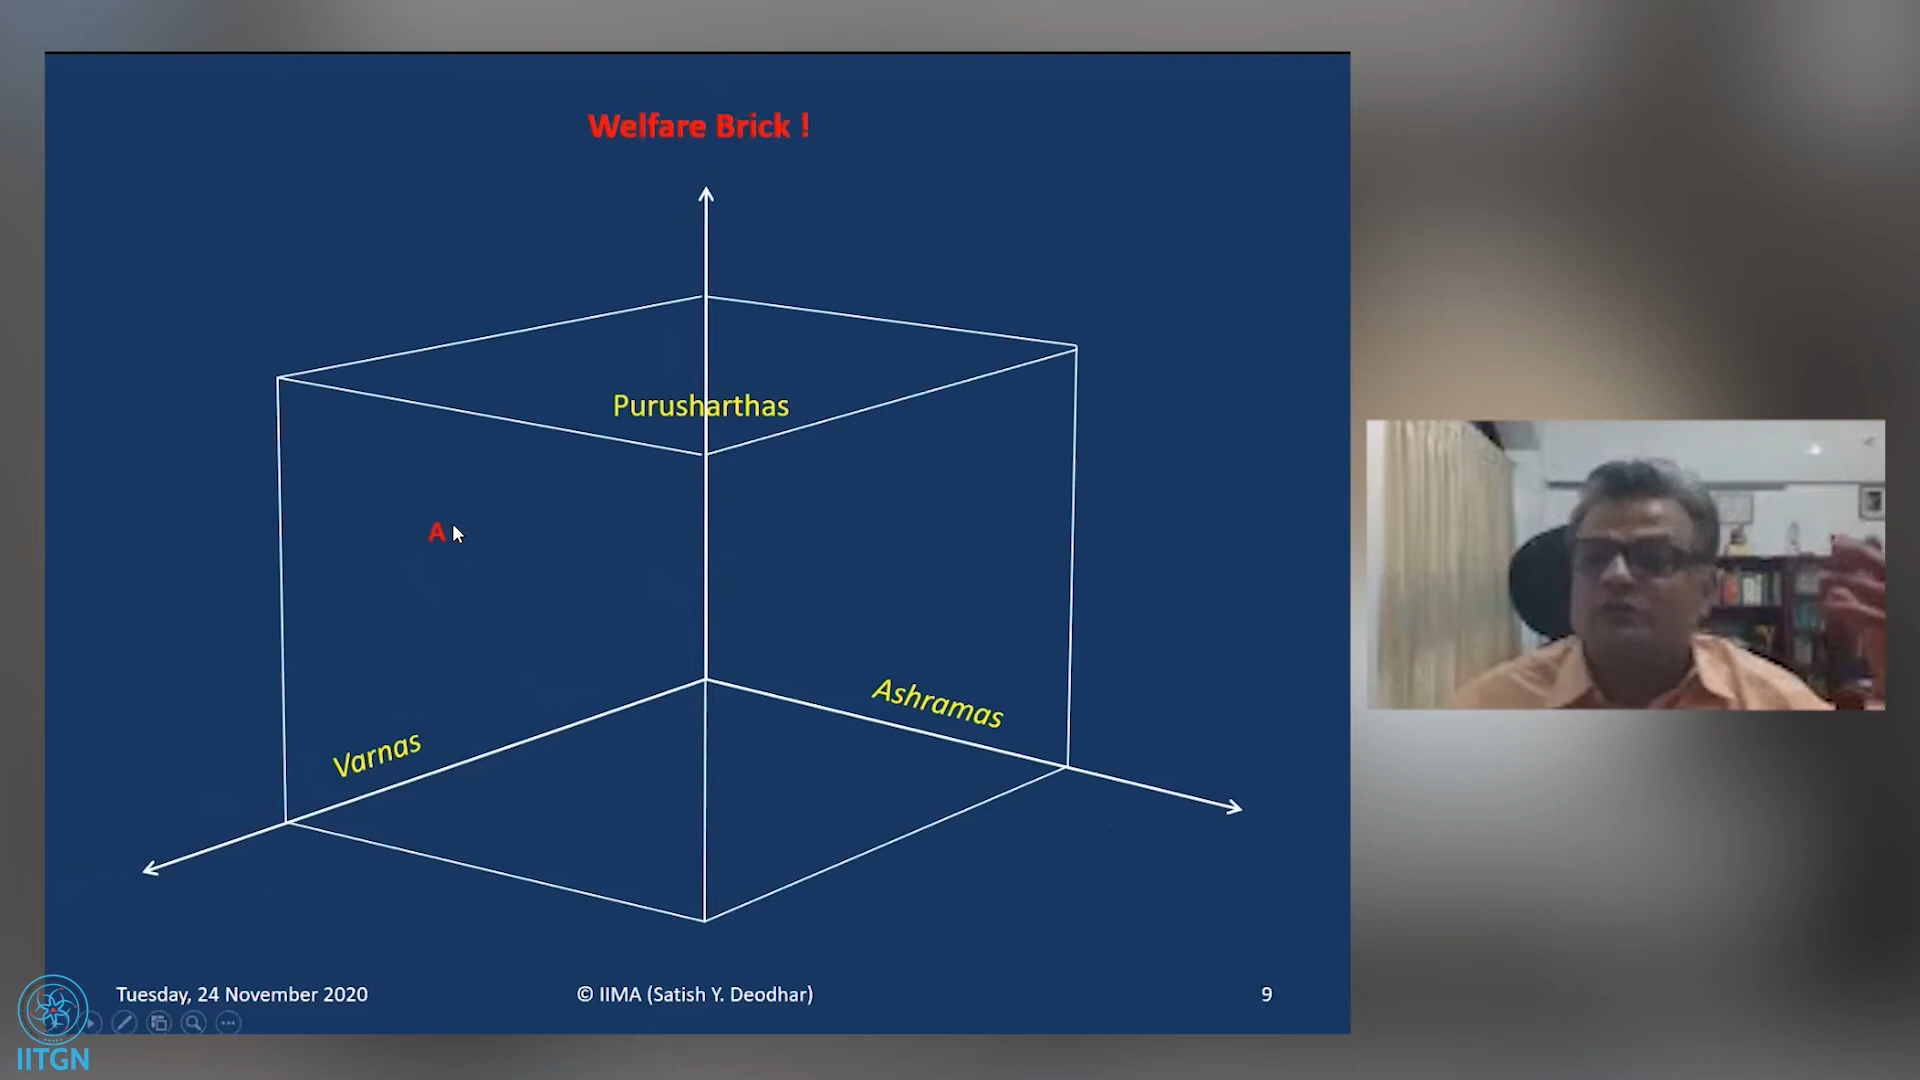 Welfare Brick !
Purusharthas
A
Ashramas
Varnas
Tuesday, 24 November 2020
© IIMA (Satish Y. Deodhar)
9
IITGN